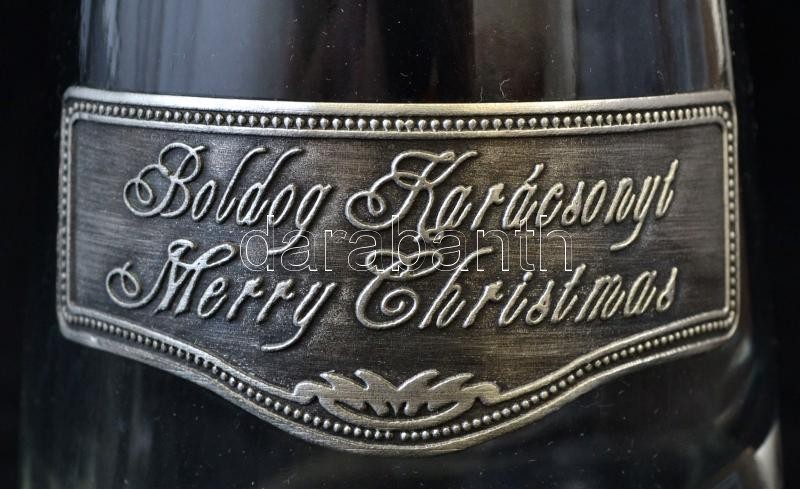 Boldog Karácsonyt
darabanth
Merry Christmas